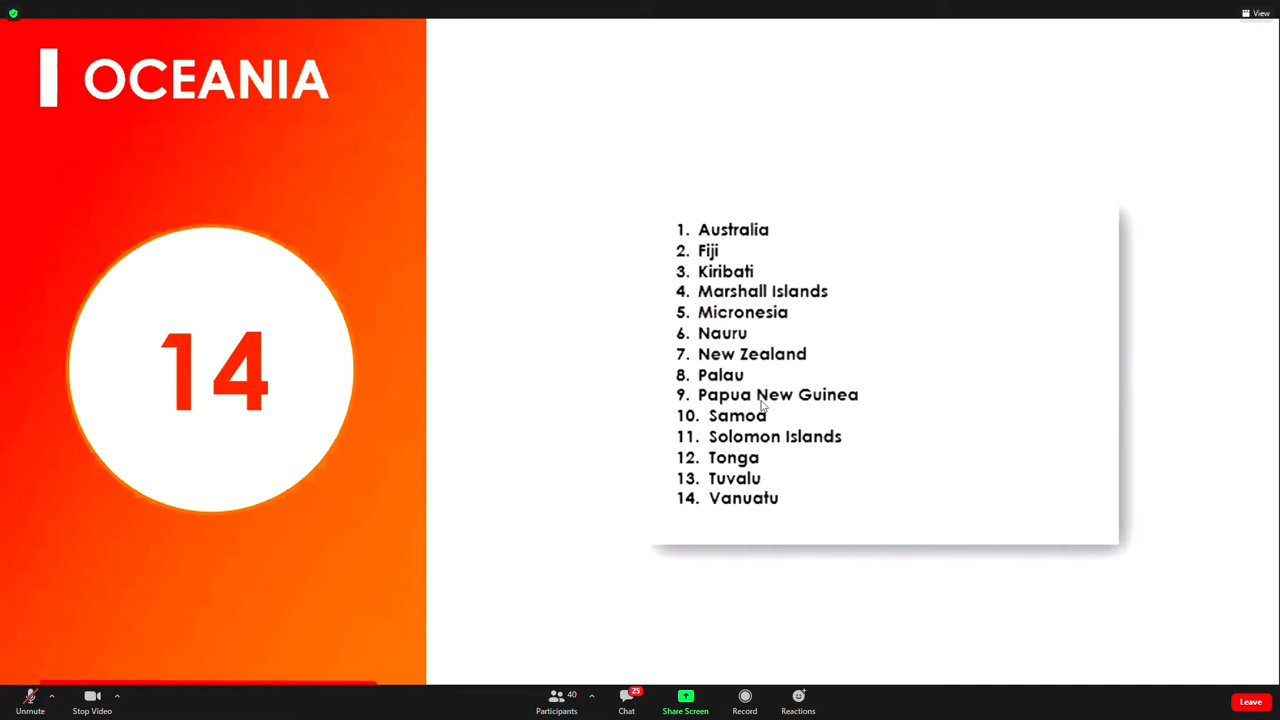 View
OCEANIA
14
1. Australia
2. Fiji
3. Kiribati
4. Marshall Islands
5. Micronesia
6. Nauru
7. New Zealand
8. Palau
9. Papua New Guinea
10. Samoa
11. Solomon Islands
12. Tonga
13. Tuvalu
14. Vanuatu
Unmute
Stop Video
40
Participants
25
Chat
Share Screen
Record
Reactions
Leave